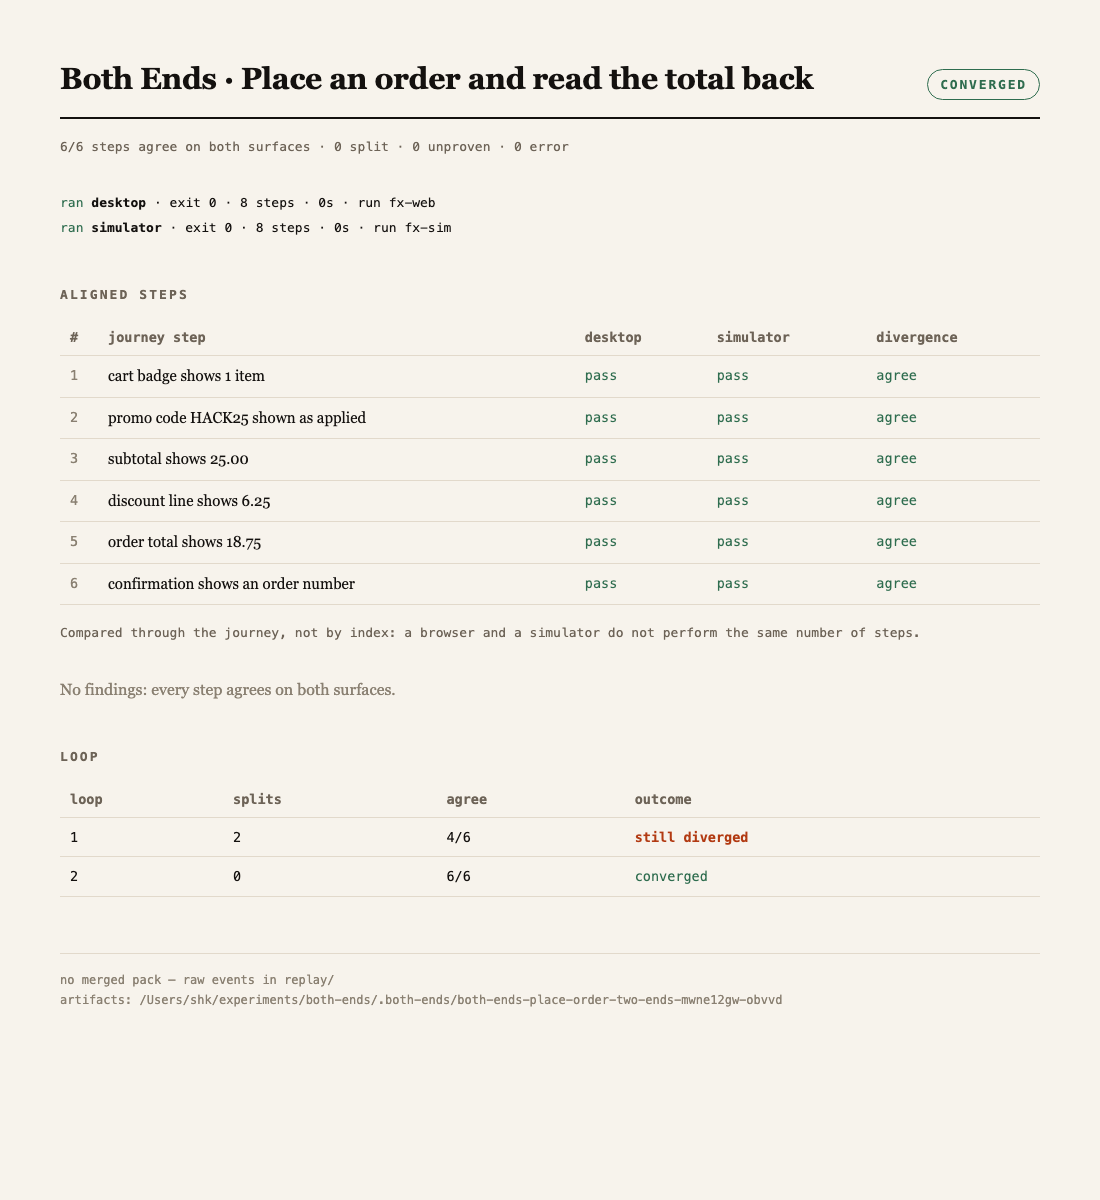 Both Ends · Place an order and read the total back
CONVERGED
6/6 steps agree on both surfaces · 0 split · 0 unproven · 0 error
ran desktop · exit 0 · 8 steps · 0s · run fx-web
ran simulator · exit 0 · 8 steps · 0s · run fx-sim
ALIGNED STEPS
# journey step desktop simulator divergence
1 cart badge shows 1 item pass pass agree
2 promo code HACK25 shown as applied pass pass agree
3 subtotal shows 25.00 pass pass agree
4 discount line shows 6.25 pass pass agree
5 order total shows 18.75 pass pass agree
6 confirmation shows an order number pass pass agree
Compared through the journey, not by index: a browser and a simulator do not perform the same number of steps.
No findings: every step agrees on both surfaces.
LOOP
loop splits agree outcome
1 2 4/6 still diverged
2 0 6/6 converged
no merged pack — raw events in replay/
artifacts: /Users/shk/experiments/both-ends/.both-ends/both-ends-place-order-two-ends-mwne12gw-obvvd